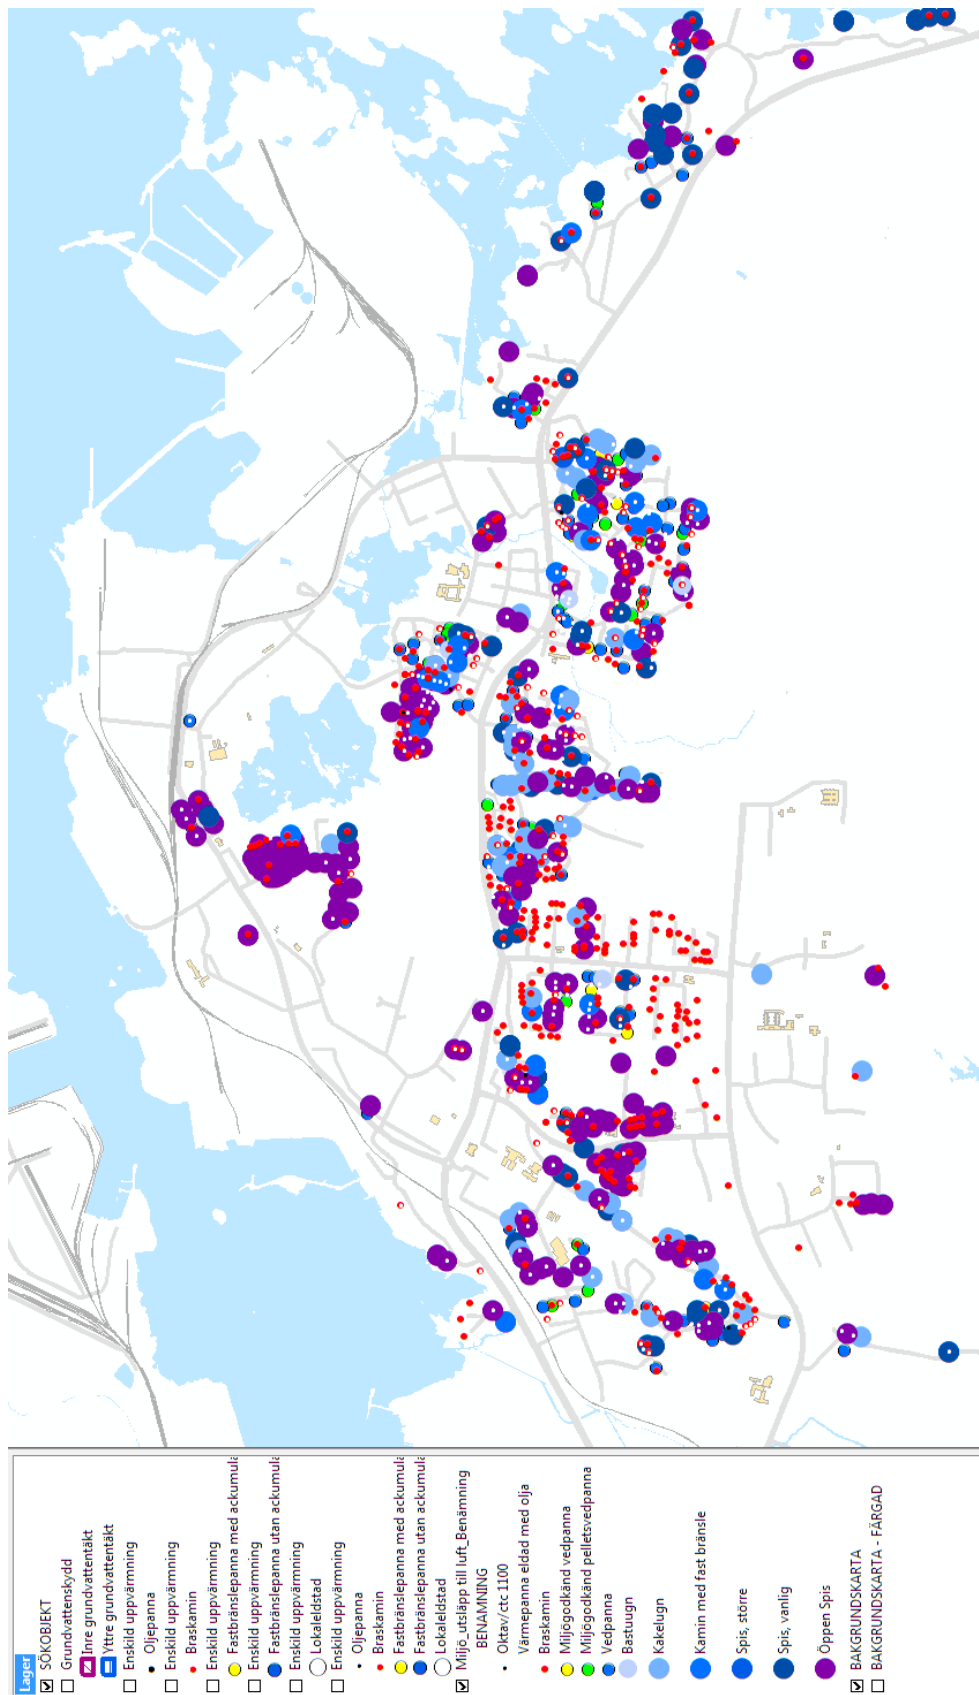 Lager
SÖKOBJEKT
Grundvattenskydd
Inre grundvattentäkt
Yttre grundvattentäkt
Enskild uppvärmning
Oljepanna
Enskild uppvärmning
Braskamin
Enskild uppvärmning
Fastbränslepanna med ackumula
Enskild uppvärmning
Fastbränslepanna utan ackumula
Enskild uppvärmning
Lokaleldstad
Enskild uppvärmning
Oljepanna
Braskamin
Fastbränslepanna med ackumula
Fastbränslepanna utan ackumula
Lokaleldstad
Miljö_utsläpp till luft_Benämning
BENAMNING
Oktav/ctc 1100
Värmepanna eldad med olja
Braskamin
Miljögodkänd vedpanna
Miljögodkänd pelletsvedpanna
Vedpanna
Bastuugn
Kakelugn
Kamin med fast bränsle
Spis, större
Spis, vanlig
Öppen Spis
BAKGRUNDSKARTA
BAKGRUNDSKARTA - FÄRGAD